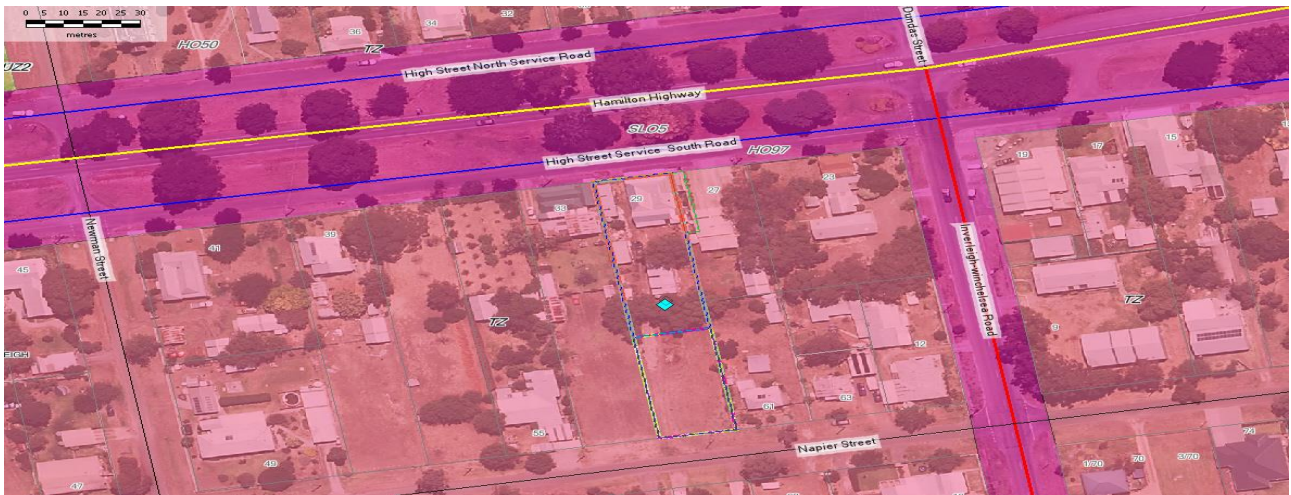 0 5 10 15 20 25 30
metres
36
34
32
HO50
TZ
UZ2
High Street North Service Road
Dundas Street
Hamilton Highway
SLO5
High Street Service South Road
HO97
15
17
19
23
27
29
33
39
41
45
Newman Street
Inverleigh-winchelsea Road
TZ
TZ
EIGH
9
12
61
63
55
49
47
Napier Street
74
1/70
70
3/70